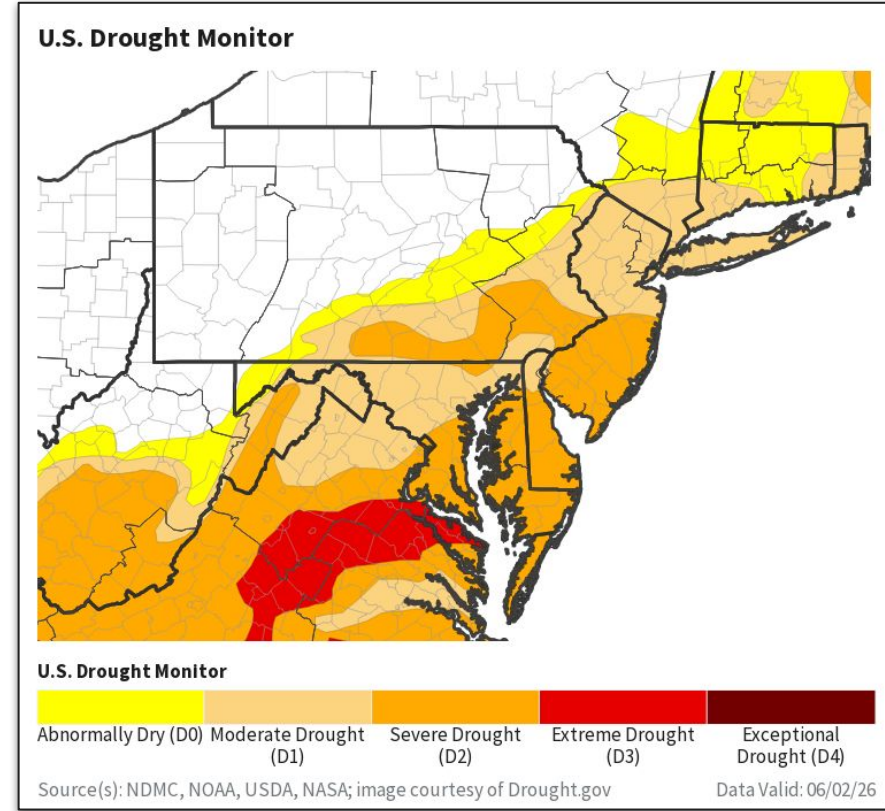 U.S. Drought Monitor
U.S. Drought Monitor
Abnormally Dry (D0)
Moderate Drought
(D1)
Severe Drought
(D2)
Extreme Drought
(D3)
Exceptional
Drought (D4)
Source(s): NDMC, NOAA, USDA, NASA; image courtesy of Drought.gov
Data Valid: 06/02/26